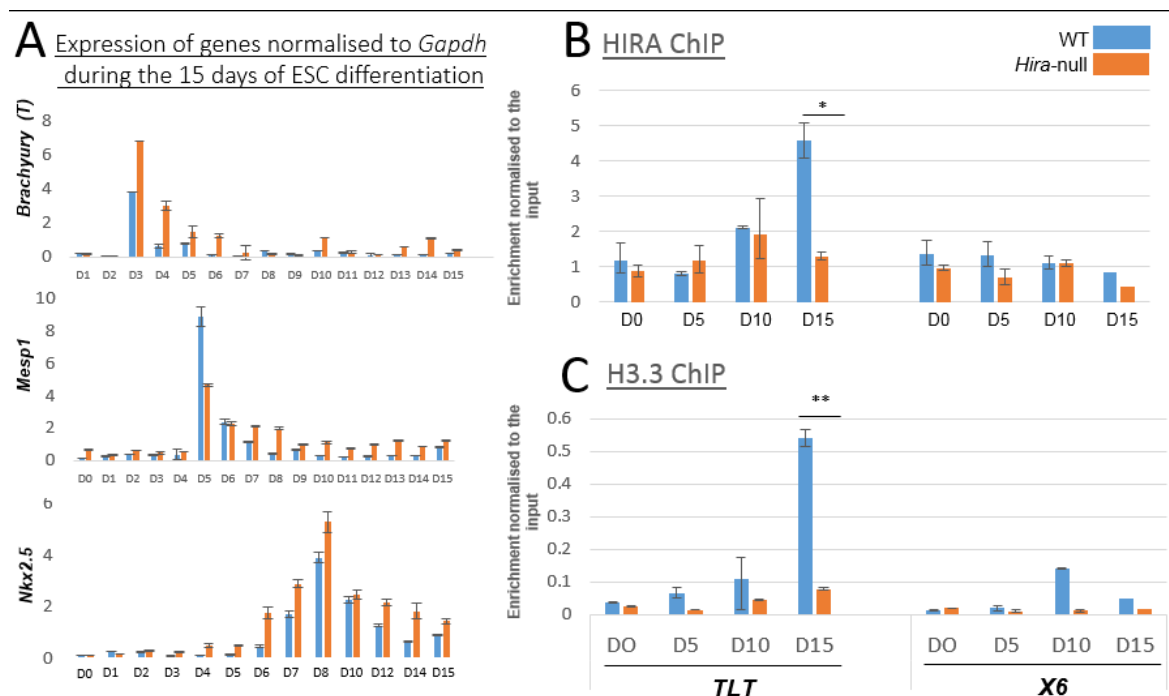 A Expression of genes normalised to Gapdh
during the 15 days of ESC differentiation
Brachyury (T)
8
6
4
2
0
D1 D2 D3 D4 D5 D6 D7 D8 D9 D10 D11 D12 D13 D14 D15
Mesp1
10
8
6
4
2
0
D0 D1 D2 D3 D4 D5 D6 D7 D8 D9 D10 D11 D12 D13 D14 D15
Nkx2.5
6
4
2
0
D0 D1 D2 D3 D4 D5 D6 D7 D8 D10 D12 D14 D15
B HIRA ChIP
WT
Hira-null
Enrichment normalised to the
input
6
5
4
3
2
1
0
*
D0 D5 D10 D15 D0 D5 D10 D15
C H3.3 ChIP
Enrichment normalised to the
input
0.6
0.5
0.4
0.3
0.2
0.1
0
**
DO D5 D10 D15 DO D5 D10 D15
TLT X6